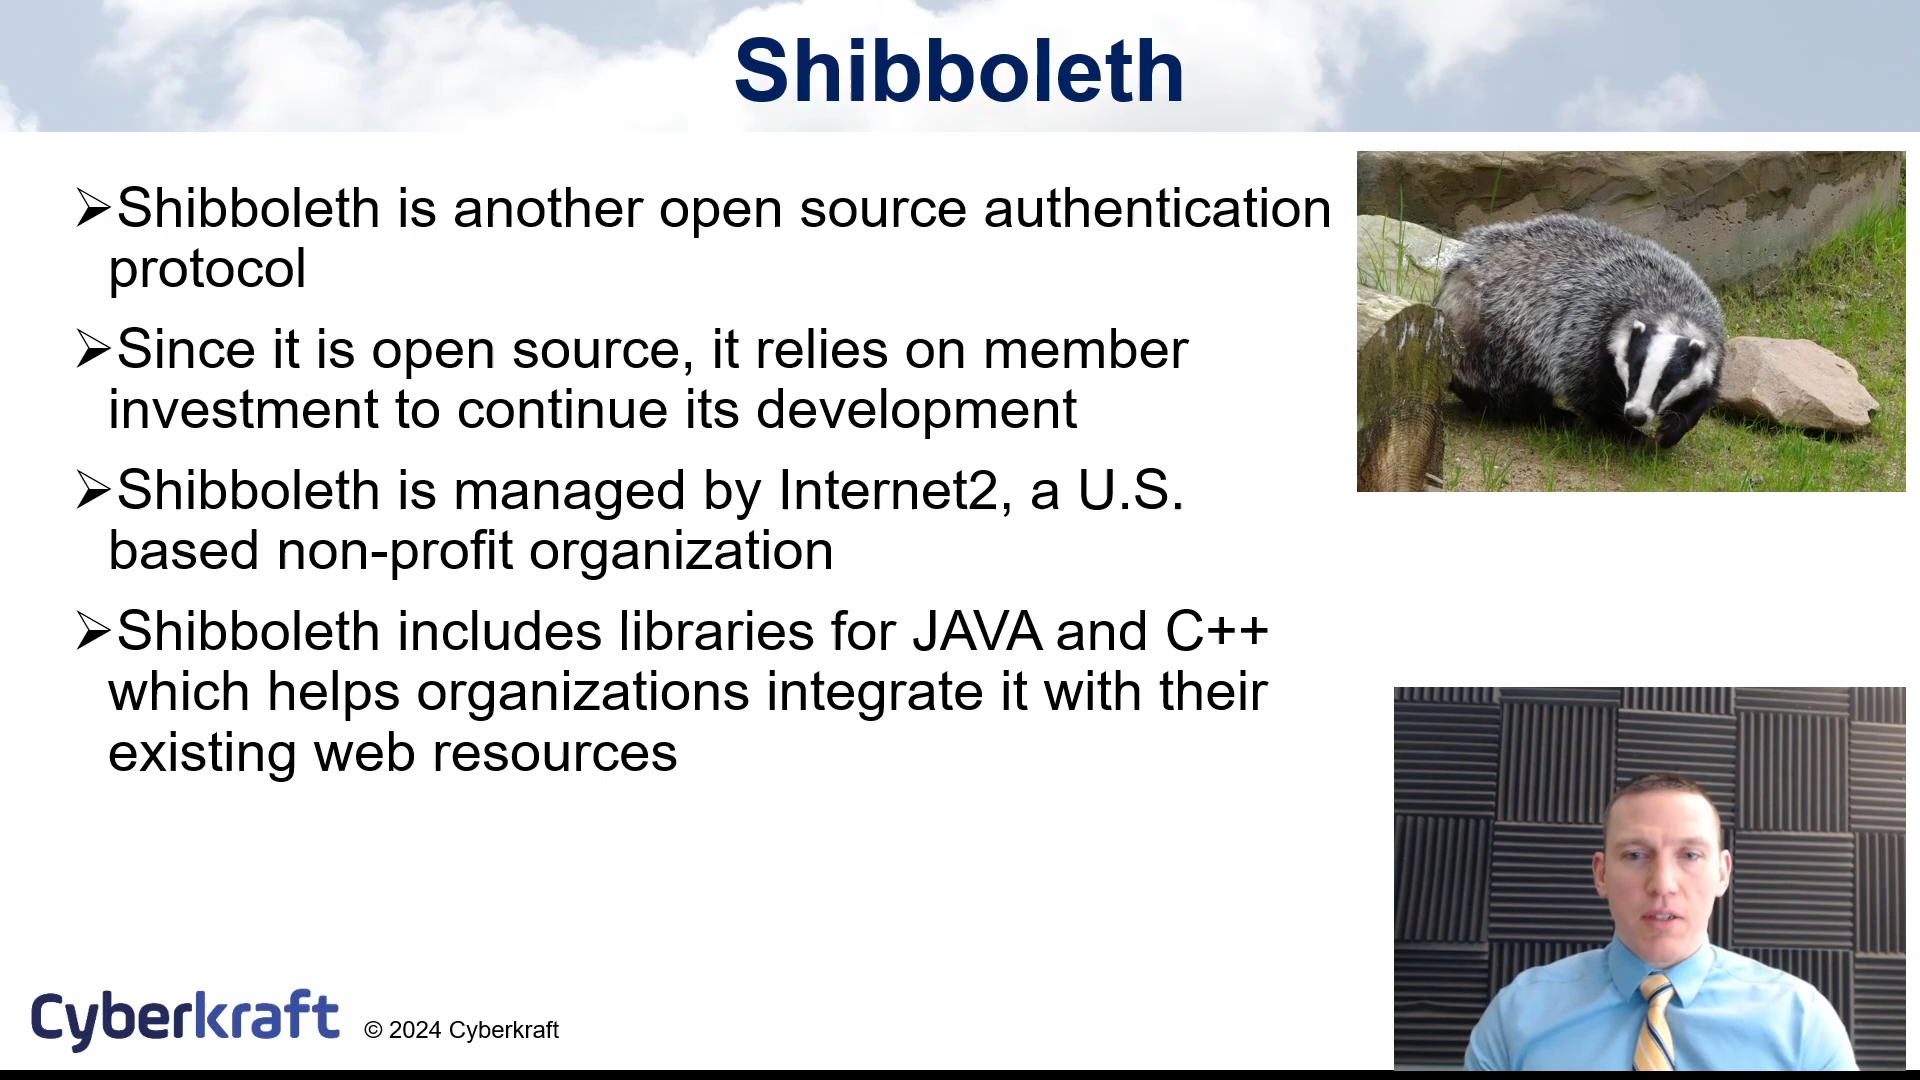 Shibboleth
➢Shibboleth is another open source authentication
protocol
➢Since it is open source, it relies on member
investment to continue its development
➢Shibboleth is managed by Internet2, a U.S.
based non-profit organization
➢Shibboleth includes libraries for JAVA and C++
which helps organizations integrate it with their
existing web resources
Cyberkraft
© 2024 Cyberkraft